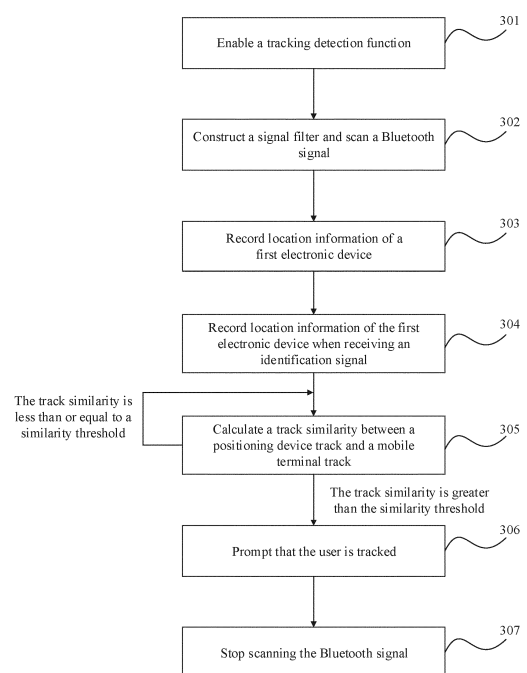 301
Enable a tracking detection function
302
Construct a signal filter and scan a Bluetooth
signal
303
Record location information of a
first electronic device
304
Record location information of the first
electronic device when receiving an
identification signal
The track similarity is
less than or equal to a
similarity threshold
305
Calculate a track similarity between a
positioning device track and a mobile
terminal track
The track similarity is greater
than the similarity threshold
306
Prompt that the user is tracked
307
Stop scanning the Bluetooth signal